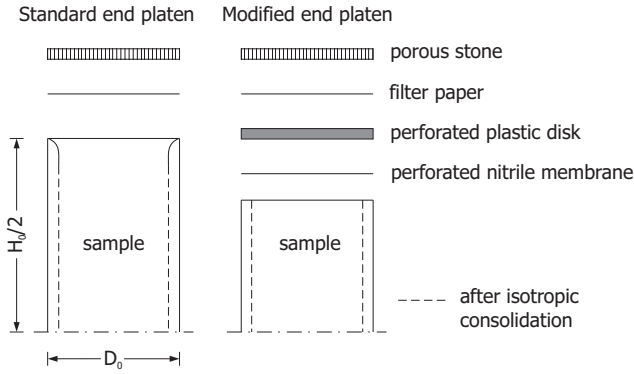 Standard end platen
Modified end platen
porous stone
filter paper
perforated plastic disk
perforated nitrile membrane
H₀/2
sample
sample
after isotropic
consolidation
D₀